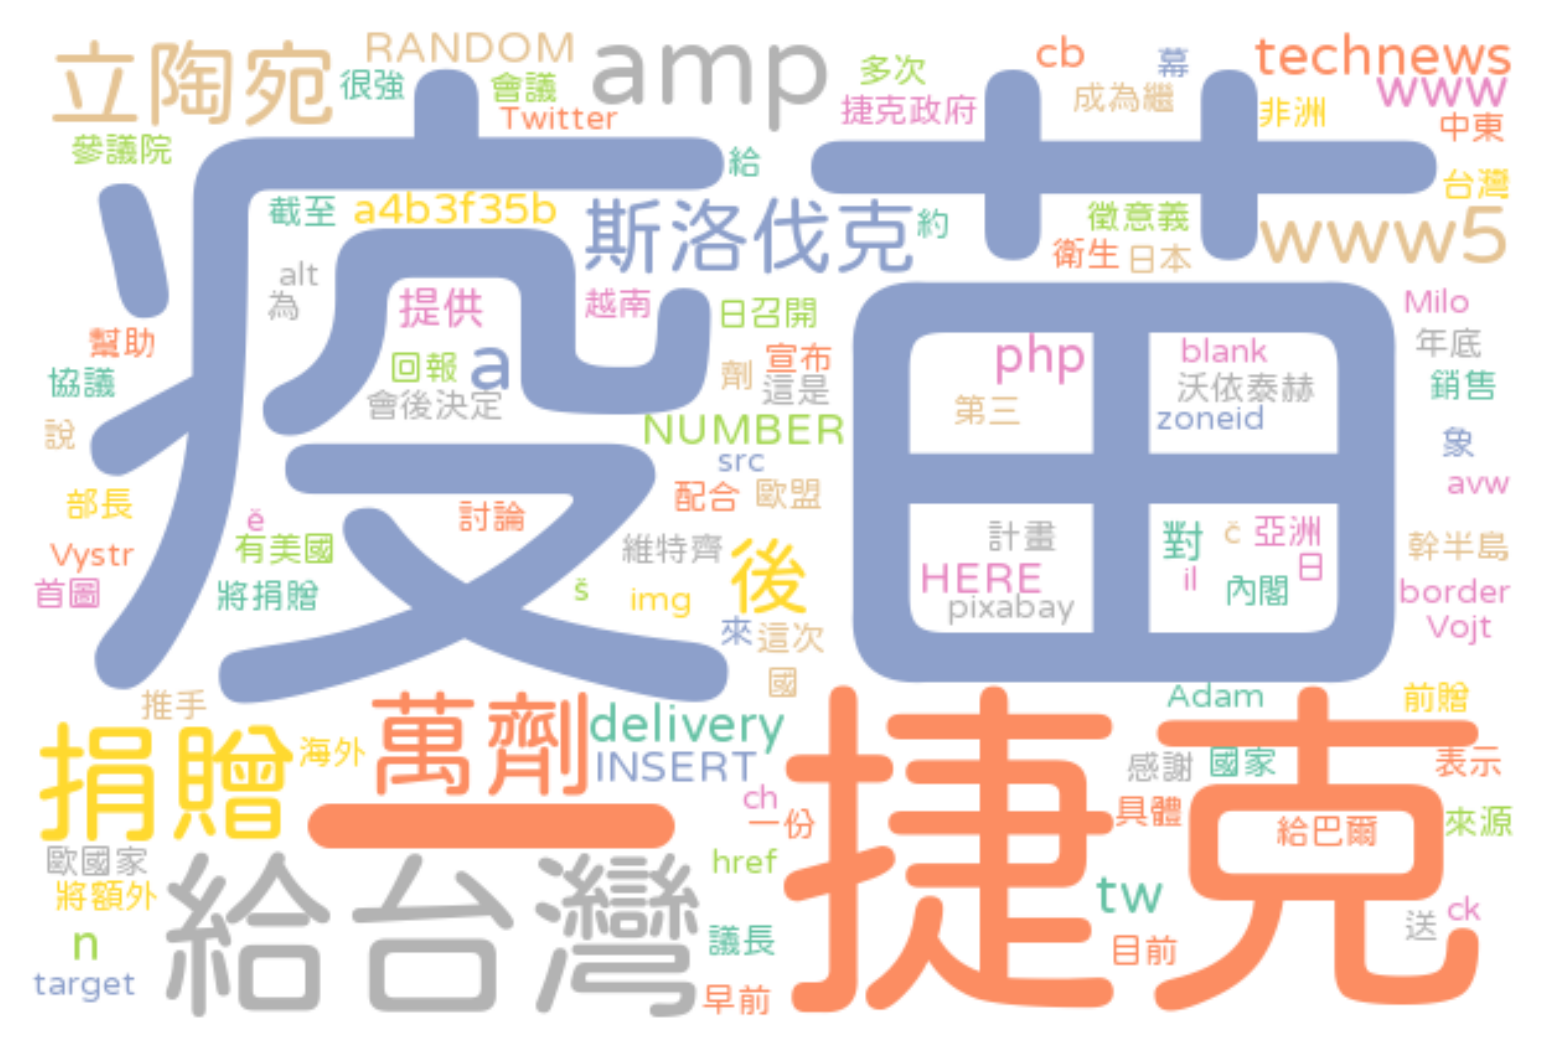 立陶宛 RANDOM amp cb 幕 technews
很強 會議 多次 成為繼 www
Twitter 捷克政府 非洲 中東
參議院 疫苗 給 台灣
截至 a4b3f35b 斯洛伐克 約 徵意義 www5
衛生 日本
alt 為 提供 越南 日召開 Milo
幫助 回報 a 宣布 php blank 年底
協議 會後決定 劑 這是 第三 沃依泰赫 銷售
說 NUMBER zoneid 象
src avw
部長 討論 配合 歐盟
Vystr ě 有美國 維特齊 後 計畫 對 č 亞洲 幹半島
首圖 將捐贈 š img HERE il 內閣 日 border
pixabay Vojt
來 這次
國
推手 萬劑 delivery 捷克 Adam 前贈
捐贈 海外 INSERT 感謝 國家 表示
一 ch 一份 具體 給巴爾 來源
歐國家 給台灣 href
將額外 tw ck
n 議長 目前 送
target 早前